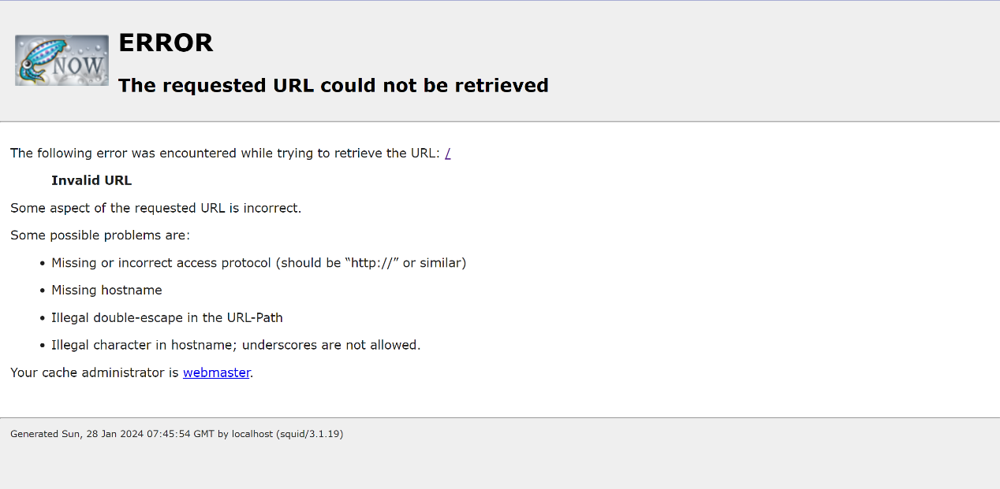 NOW
ERROR
The requested URL could not be retrieved
The following error was encountered while trying to retrieve the URL: /
Invalid URL
Some aspect of the requested URL is incorrect.
Some possible problems are:
• Missing or incorrect access protocol (should be “http://” or similar)
• Missing hostname
• Illegal double-escape in the URL-Path
• Illegal character in hostname; underscores are not allowed.
Your cache administrator is webmaster.
Generated Sun, 28 Jan 2024 07:45:54 GMT by localhost (squid/3.1.19)